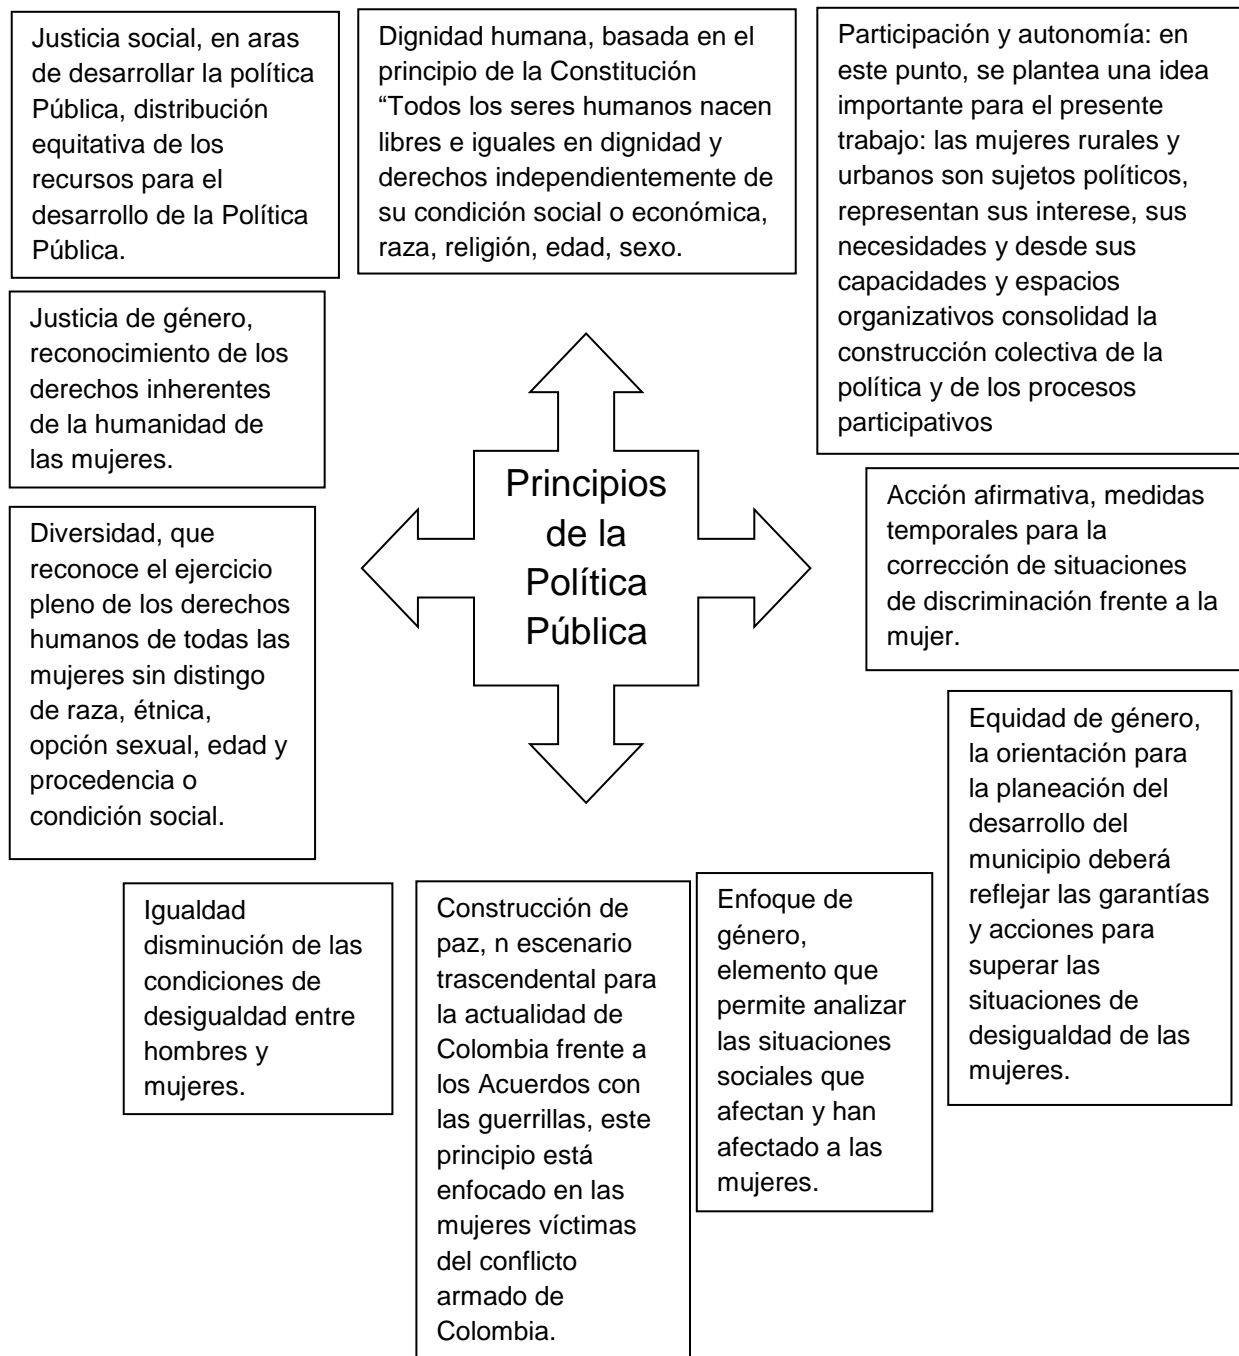 Justicia social, en aras
de desarrollar la política
Pública, distribución
equitativa de los
recursos para el
desarrollo de la Política
Pública.
Dignidad humana, basada en el
principio de la Constitución
“Todos los seres humanos nacen
libres e iguales en dignidad y
derechos independientemente de
su condición social o económica,
raza, religión, edad, sexo.
Participación y autonomía: en
este punto, se plantea una idea
importante para el presente
trabajo: las mujeres rurales y
urbanos son sujetos políticos,
representan sus interese, sus
necesidades y desde sus
capacidades y espacios
organizativos consolidad la
construcción colectiva de la
política y de los procesos
participativos
Justicia de género,
reconocimiento de los
derechos inherentes
de la humanidad de
las mujeres.
Principios
de la
Política
Pública
Acción afirmativa, medidas
temporales para la
corrección de situaciones
de discriminación frente a la
mujer.
Diversidad, que
reconoce el ejercicio
pleno de los derechos
humanos de todas las
mujeres sin distingo
de raza, étnica,
opción sexual, edad y
procedencia o
condición social.
Equidad de género,
la orientación para
la planeación del
desarrollo del
municipio deberá
reflejar las garantías
y acciones para
superar las
situaciones de
desigualdad de las
mujeres.
Igualdad
disminución de las
condiciones de
desigualdad entre
hombres y
mujeres.
Construcción de
paz, n escenario
trascendental para
la actualidad de
Colombia frente a
los Acuerdos con
las guerrillas, este
principio está
enfocado en las
mujeres víctimas
del conflicto
armado de
Colombia.
Enfoque de
género,
elemento que
permite analizar
las situaciones
sociales que
afectan y han
afectado a las
mujeres.